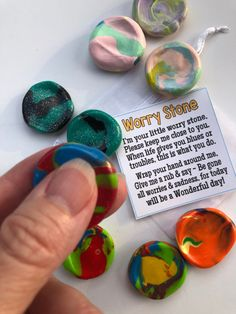 Worry Stone
I'm your little worry stone,
Please keep me close to you.
When life gives you blues or
troubles, this is what you do.
Wrap your hand around me,
Give me a rub & say - Be gone
all worries & sadness, for today
will be a Wonderful day!